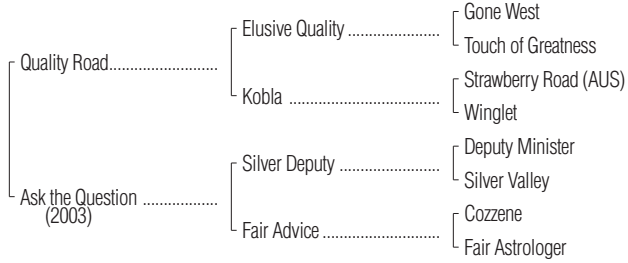 Gone West
Elusive Quality ........................
Touch of Greatness
Quality Road...........................
Strawberry Road (AUS)
Kobla .......................................
Winglet
Deputy Minister
Silver Deputy ..........................
Silver Valley
Ask the Question ...................
(2003)
Cozzene
Fair Advice ..............................
Fair Astrologer